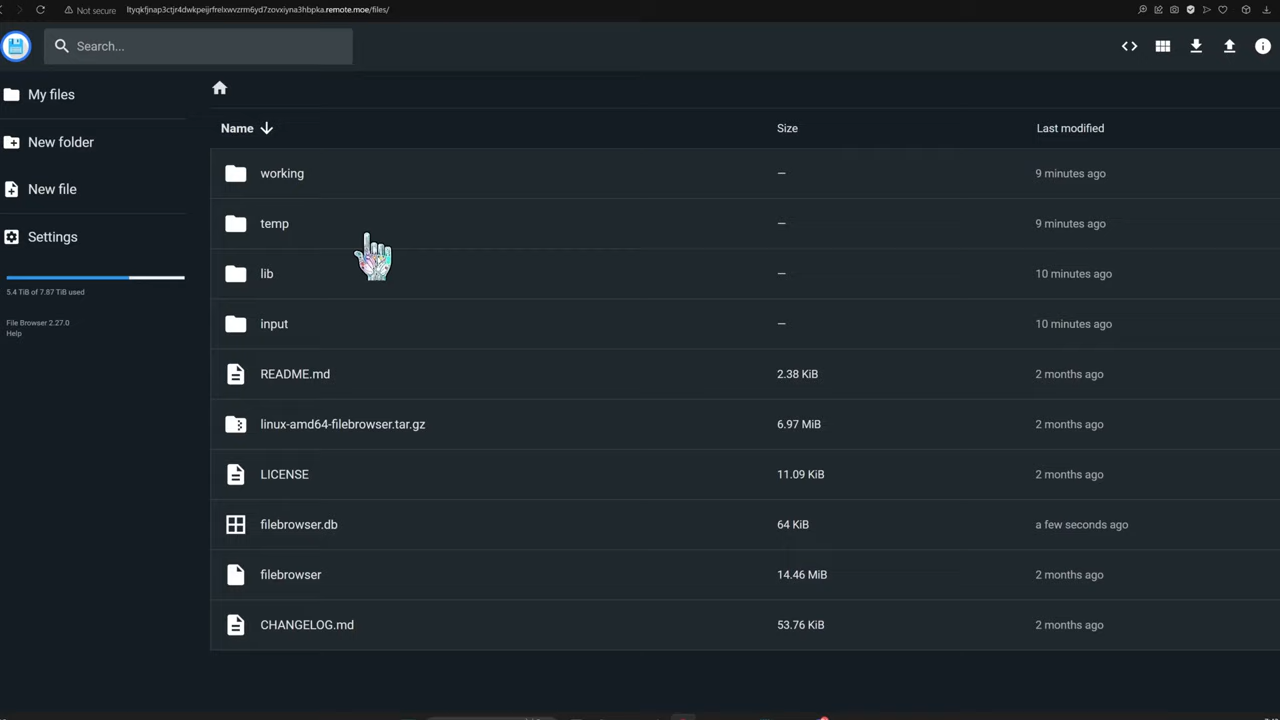 Not secure
ltyqkfjnap3ctjr4dwkpeijrfrelxwvzrm6yd7zovxiyna3hbpka.remote.moe/files/
Search...
My files
New folder
New file
Settings
5.4 TiB of 7.87 TiB used
File Browser 2.27.0
Help
Name Size Last modified
working — 9 minutes ago
temp — 9 minutes ago
lib — 10 minutes ago
input — 10 minutes ago
README.md 2.38 KiB 2 months ago
linux-amd64-filebrowser.tar.gz 6.97 MiB 2 months ago
LICENSE 11.09 KiB 2 months ago
filebrowser.db 64 KiB a few seconds ago
filebrowser 14.46 MiB 2 months ago
CHANGELOG.md 53.76 KiB 2 months ago